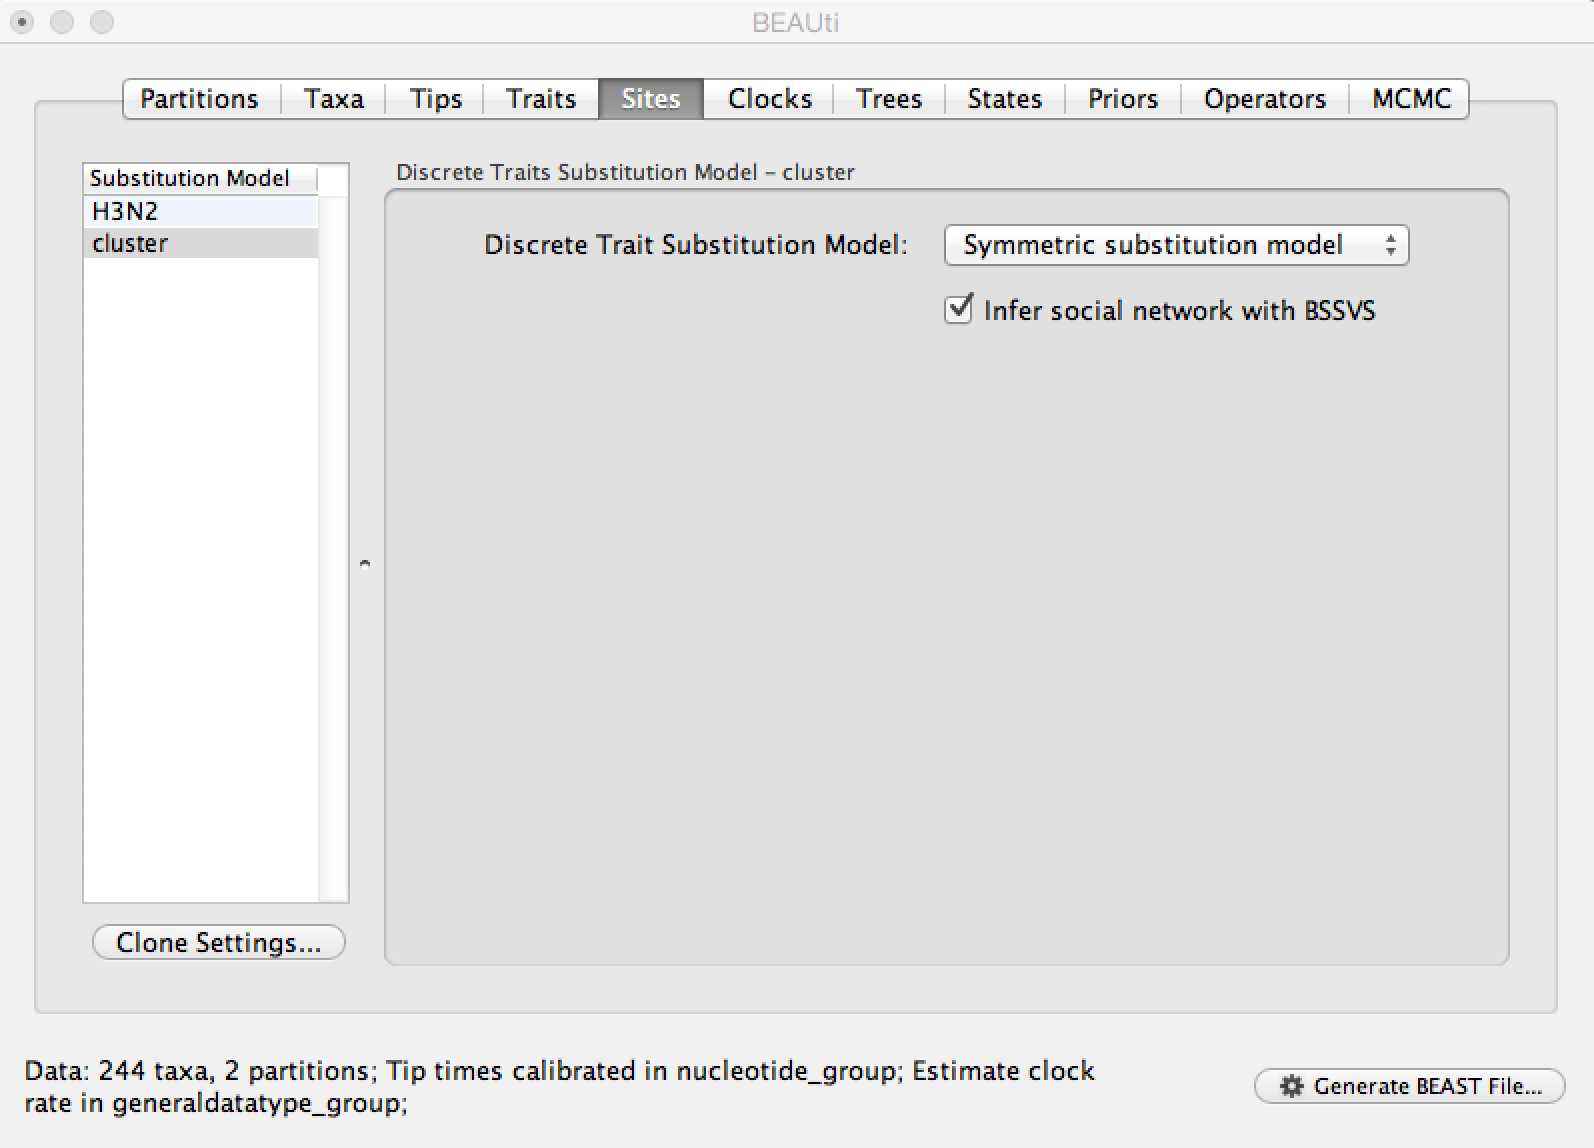 BEAUti
Partitions Taxa Tips Traits Sites Clocks Trees States Priors Operators MCMC
Substitution Model
H3N2
cluster
Clone Settings...
Discrete Traits Substitution Model – cluster
Discrete Trait Substitution Model: Symmetric substitution model
Infer social network with BSSVS
Data: 244 taxa, 2 partitions; Tip times calibrated in nucleotide_group; Estimate clock
rate in generaldatatype_group;
Generate BEAST File...